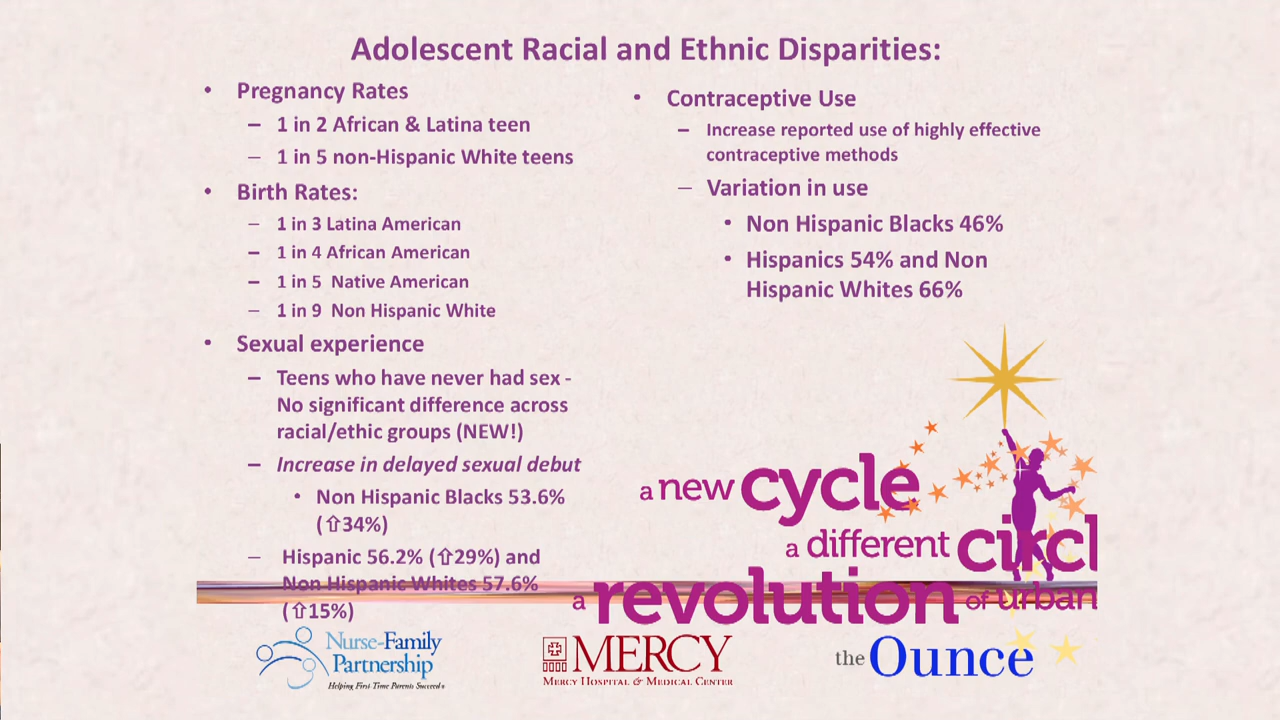 Adolescent Racial and Ethnic Disparities:
• Pregnancy Rates
– 1 in 2 African & Latina teen
– 1 in 5 non-Hispanic White teens
• Birth Rates:
– 1 in 3 Latina American
– 1 in 4 African American
– 1 in 5 Native American
– 1 in 9 Non Hispanic White
• Sexual experience
– Teens who have never had sex -
No significant difference across
racial/ethic groups (NEW!)
– Increase in delayed sexual debut
• Non Hispanic Blacks 53.6%
(⇧34%)
– Hispanic 56.2% (⇧29%) and
Non Hispanic Whites 57.6%
(⇧15%)
• Contraceptive Use
– Increase reported use of highly effective
contraceptive methods
– Variation in use
• Non Hispanic Blacks 46%
• Hispanics 54% and Non
Hispanic Whites 66%
a new cycle
a different circl
a revolution of urban
Nurse-Family
Partnership
Helping First-Time Parents Succeed
MERCY
MERCY HOSPITAL & MEDICAL CENTER
the Ounce